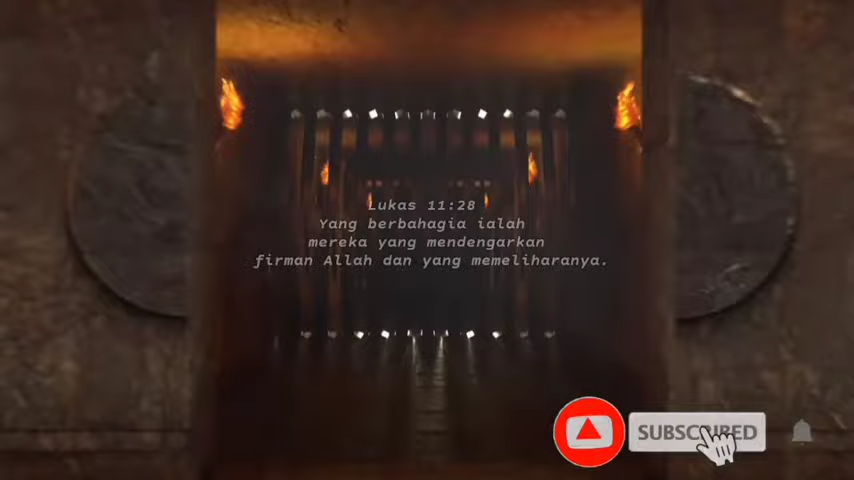 Lukas 11:28
Yang berbahagia ialah
mereka yang mendengarkan
firman Allah dan yang memeliharanya.
SUBSCRIBED